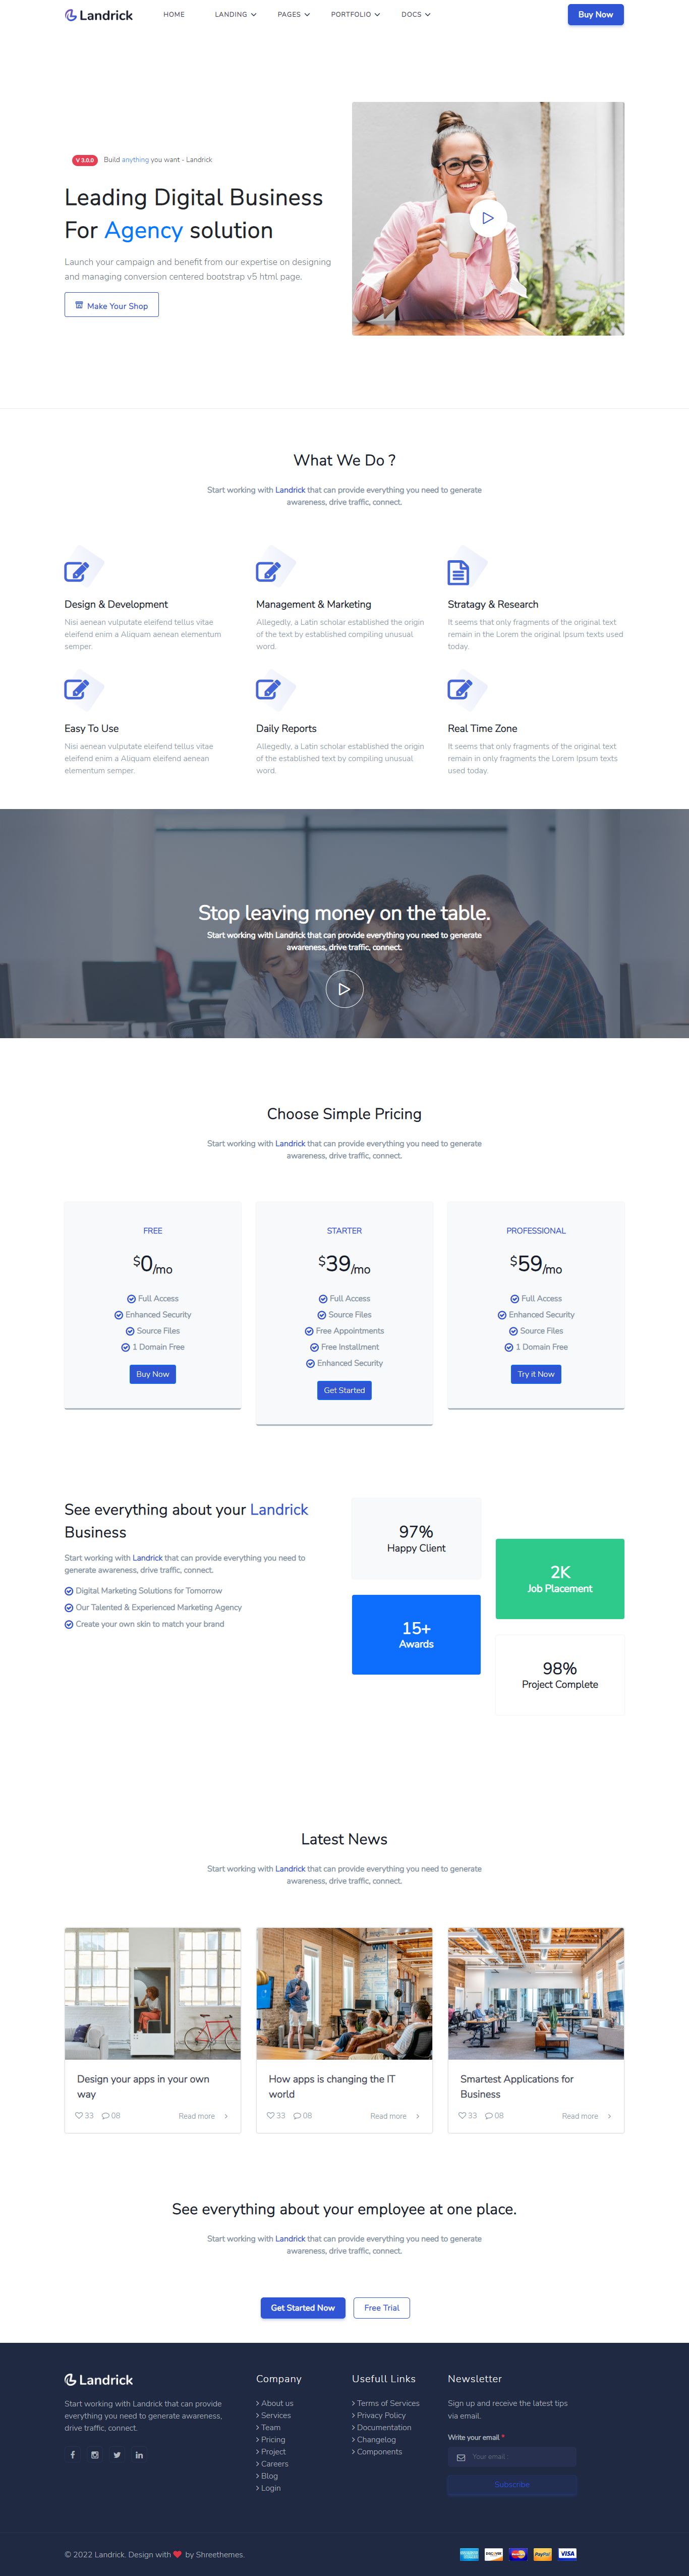 Landrick
HOME
LANDING
PAGES
PORTFOLIO
DOCS
Buy Now
V 3.0.0 Build anything you want - Landrick
Leading Digital Business
For Agency solution
Launch your campaign and benefit from our expertise on designing
and managing conversion centered bootstrap v5 html page.
Make Your Shop
What We Do ?
Start working with Landrick that can provide everything you need to generate
awareness, drive traffic, connect.
Design & Development
Nisi aenean vulputate eleifend tellus vitae
eleifend enim a Aliquam aenean elementum
semper.
Management & Marketing
Allegedly, a Latin scholar established the origin
of the text by established compiling unusual
word.
Stratagy & Research
It seems that only fragments of the original text
remain in the Lorem the original Ipsum texts used
today.
Easy To Use
Nisi aenean vulputate eleifend tellus vitae
eleifend enim a Aliquam eleifend aenean
elementum semper.
Daily Reports
Allegedly, a Latin scholar established the origin
of the established text by compiling unusual
word.
Real Time Zone
It seems that only fragments of the original text
remain in only fragments the Lorem Ipsum texts
used today.
Stop leaving money on the table.
Start working with Landrick that can provide everything you need to generate
awareness, drive traffic, connect.
Choose Simple Pricing
Start working with Landrick that can provide everything you need to generate
awareness, drive traffic, connect.
FREE
$0/mo
Full Access
Enhanced Security
Source Files
1 Domain Free
Buy Now
STARTER
$39/mo
Full Access
Source Files
Free Appointments
Free Installment
Enhanced Security
Get Started
PROFESSIONAL
$59/mo
Full Access
Enhanced Security
Source Files
1 Domain Free
Try it Now
See everything about your Landrick
Business
Start working with Landrick that can provide everything you need to
generate awareness, drive traffic, connect.
Digital Marketing Solutions for Tomorrow
Our Talented & Experienced Marketing Agency
Create your own skin to match your brand
97%
Happy Client
15+
Awards
2K
Job Placement
98%
Project Complete
Latest News
Start working with Landrick that can provide everything you need to generate
awareness, drive traffic, connect.
Design your apps in your own
way
33 08 Read more
WIN
How apps is changing the IT
world
33 08 Read more
Smartest Applications for
Business
33 08 Read more
See everything about your employee at one place.
Start working with Landrick that can provide everything you need to generate
awareness, drive traffic, connect.
Get Started Now
Free Trial
Landrick
Start working with Landrick that can provide
everything you need to generate awareness,
drive traffic, connect.
Company
About us
Services
Team
Pricing
Project
Careers
Blog
Login
Usefull Links
Terms of Services
Privacy Policy
Documentation
Changelog
Components
Newsletter
Sign up and receive the latest tips
via email.
Write your email *
Your email :
Subscribe
© 2022 Landrick. Design with ❤ by Shreethemes.
DISCOVER
MasterCard
PayPal
VISA